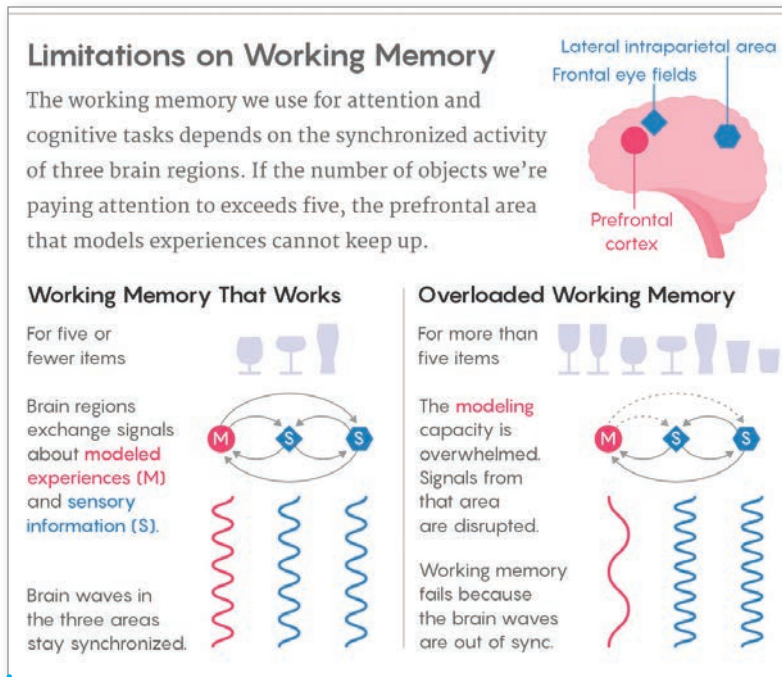 Limitations on Working Memory
The working memory we use for attention and
cognitive tasks depends on the synchronized activity
of three brain regions. If the number of objects we're
paying attention to exceeds five, the prefrontal area
that models experiences cannot keep up.
Lateral intraparietal area
Frontal eye fields
Prefrontal
cortex
Working Memory That Works
For five or
fewer items
Brain regions
exchange signals
about modeled
experiences (M)
and sensory
information (S).
M S S
Brain waves in
the three areas
stay synchronized.
Overloaded Working Memory
For more than
five items
The modeling
capacity is
overwhelmed.
Signals from
that area
are disrupted.
M S S
Working memory
fails because
the brain waves
are out of sync.